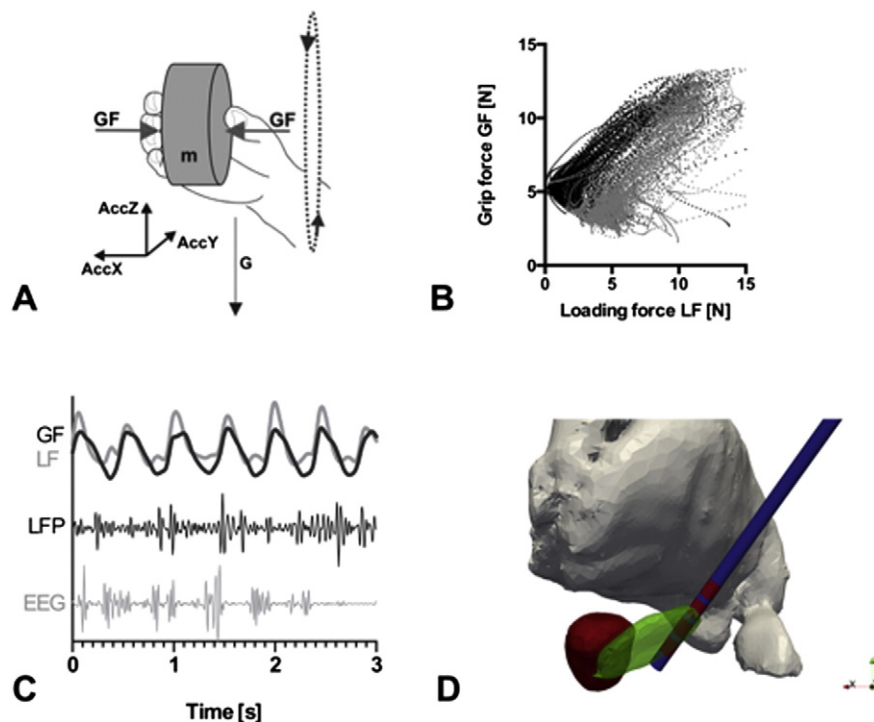 GF
GF
m
AccZ
AccY
AccX
G
A
15
10
5
0
Grip force GF [N]
0
5
10
15
Loading force LF [N]
B
GF
LF
LFP
EEG
0
1
2
3
Time [s]
C
D
X